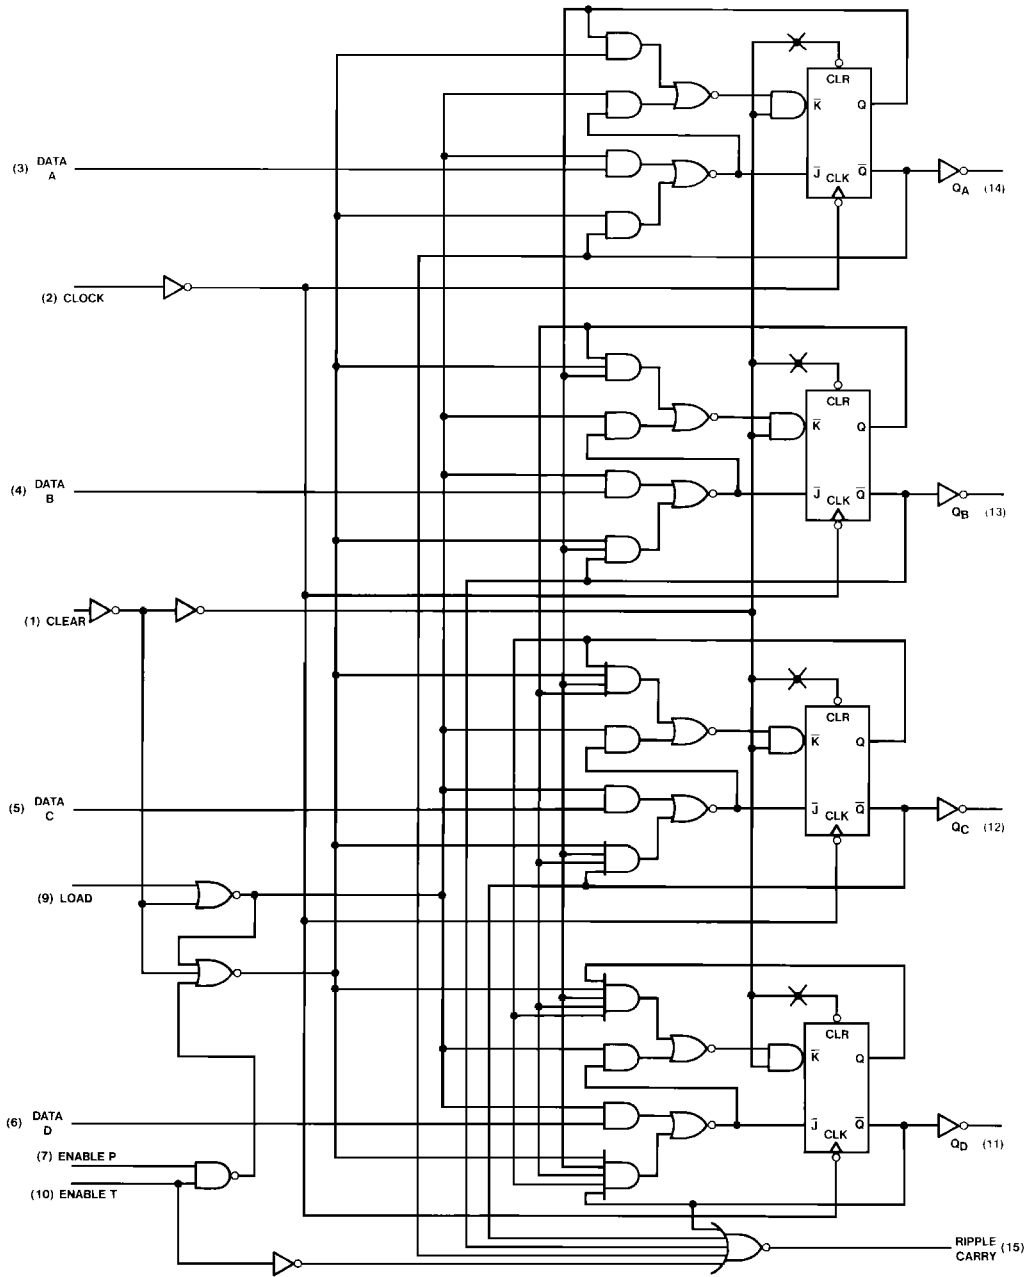 CLR
K̅ Q
(3) DATA
A
J̅ CLK Q̅
QA (14)
(2) CLOCK
CLR
K̅ Q
(4) DATA
B
J̅ CLK Q̅
QB (13)
(1) CLEAR
CLR
K̅ Q
(5) DATA
C
J̅ CLK Q̅
QC (12)
(9) LOAD
CLR
K̅ Q
(6) DATA
D
J̅ CLK Q̅
QD (11)
(7) ENABLE P
(10) ENABLE T
RIPPLE (15)
CARRY